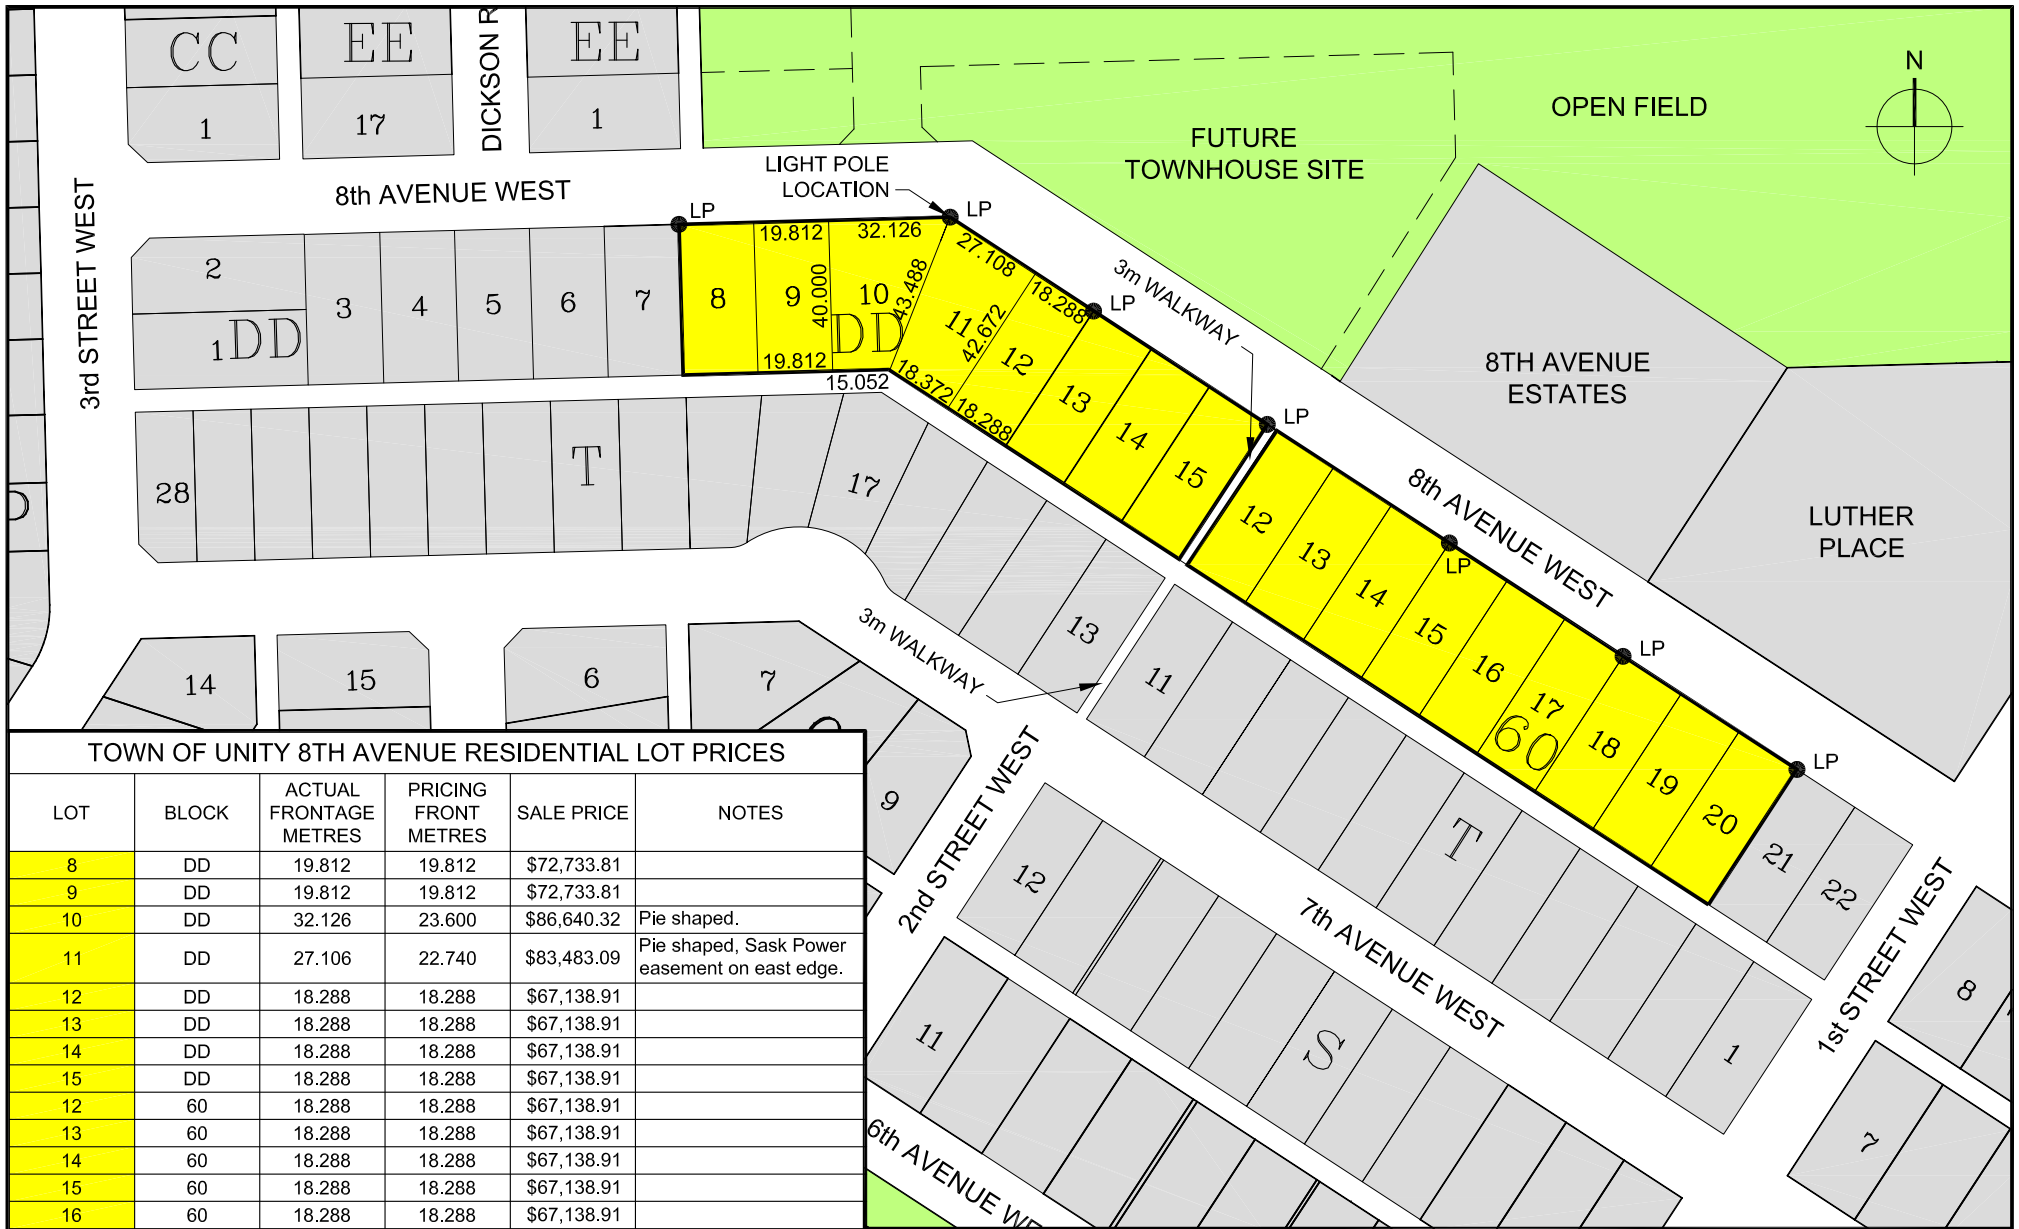 CC
EE
EE
1
17
1
DICKSON R
N
OPEN FIELD
FUTURE
TOWNHOUSE SITE
LIGHT POLE
LOCATION
3rd STREET WEST
8th AVENUE WEST
LP
LP
19.812
32.126
27.108
18.288
LP
3m WALKWAY
2
1
DD
3
4
5
6
7
8
9
40.000
10
43.488
DD
11
42.672
12
13
14
15
19.812
15.052
18.372
18.288
8TH AVENUE
ESTATES
LUTHER
PLACE
LP
8th AVENUE WEST
28
T
17
13
12
13
14
15
16
17
60
18
19
20
21
22
LP
LP
LP
3m WALKWAY
11
T
1
14
15
6
7
9
2nd STREET WEST
12
7th AVENUE WEST
1st STREET WEST
8
7
11
S
6th AVENUE WE
TOWN OF UNITY 8TH AVENUE RESIDENTIAL LOT PRICES
LOT BLOCK ACTUAL FRONTAGE METRES PRICING FRONT METRES SALE PRICE NOTES
8 DD 19.812 19.812 $72,733.81
9 DD 19.812 19.812 $72,733.81
10 DD 32.126 23.600 $86,640.32 Pie shaped.
11 DD 27.106 22.740 $83,483.09 Pie shaped, Sask Power
easement on east edge.
12 DD 18.288 18.288 $67,138.91
13 DD 18.288 18.288 $67,138.91
14 DD 18.288 18.288 $67,138.91
15 DD 18.288 18.288 $67,138.91
12 60 18.288 18.288 $67,138.91
13 60 18.288 18.288 $67,138.91
14 60 18.288 18.288 $67,138.91
15 60 18.288 18.288 $67,138.91
16 60 18.288 18.288 $67,138.91